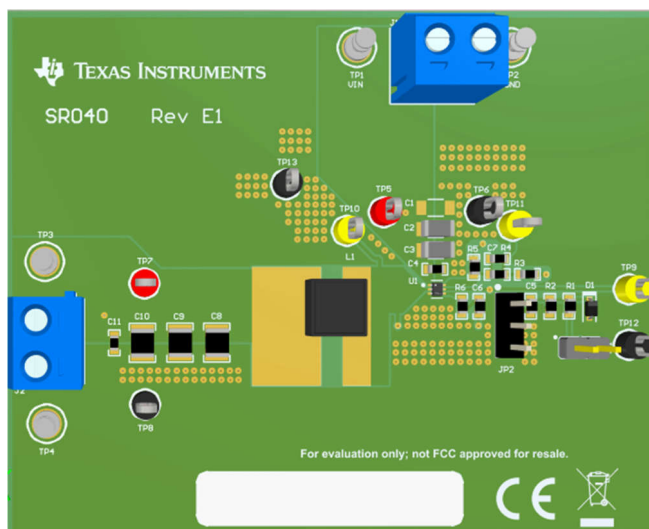 TEXAS INSTRUMENTS
SR040 Rev E1
TP1
VIN
TP2
TP13
TP5
TP6
TP11
TP10
L1
C1
C2
C3
C4
R5
C7
R4
R3
U1
R6
C6
C5
R2
R1
D1
TP9
TP12
JP2
TP3
TP7
C11
C10
C9
C8
J2
TP4
TP8
For evaluation only; not FCC approved for resale.
CE